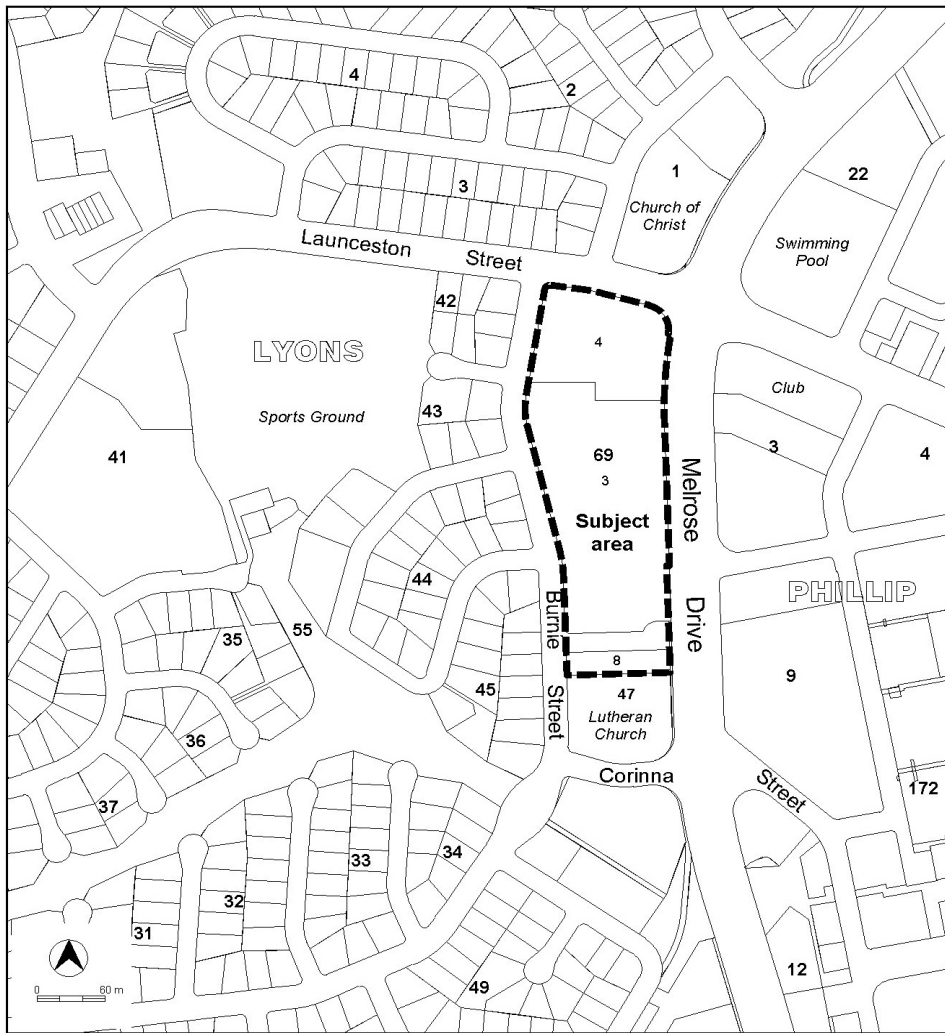 4
2
1
22
3
Church of
Christ
Swimming
Pool
Launceston
Street
42
LYONS
4
Club
Sports Ground
43
41
69
3
3
4
Subject
area
Melrose
Drive
44
PHILLIP
Burnie
Street
55
35
8
9
45
47
Lutheran
Church
36
Corinna
Street
172
37
33
34
32
31
12
49
0
60 m